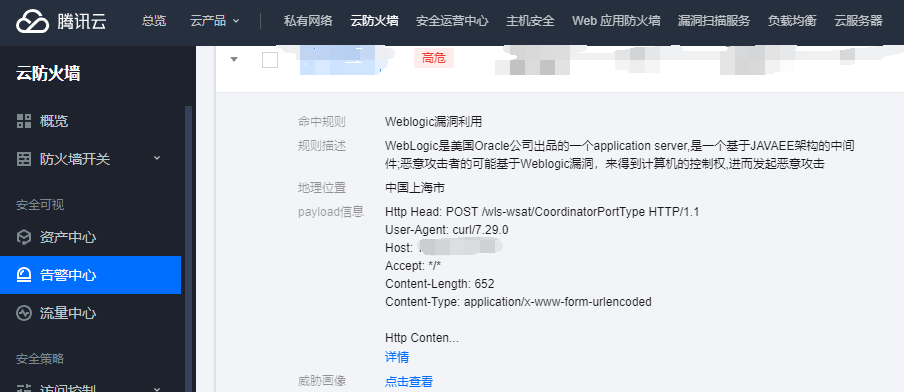 腾讯云 总览 云产品 私有网络 云防火墙 安全运营中心 主机安全 Web 应用防火墙 漏洞扫描服务 负载均衡 云服务器
云防火墙
概览
防火墙开关
安全可视
资产中心
告警中心
流量中心
安全策略
访问控制
高危
命中规则 Weblogic漏洞利用
规则描述 WebLogic是美国Oracle公司出品的一个application server,是一个基于JAVAEE架构的中间
件;恶意攻击者的可能基于Weblogic漏洞，来得到计算机的控制权,进而发起恶意攻击
地理位置 中国上海市
payload信息 Http Head: POST /wls-wsat/CoordinatorPortType HTTP/1.1
User-Agent: curl/7.29.0
Host:
Accept: */*
Content-Length: 652
Content-Type: application/x-www-form-urlencoded
Http Conten...
详情
威胁画像 点击查看